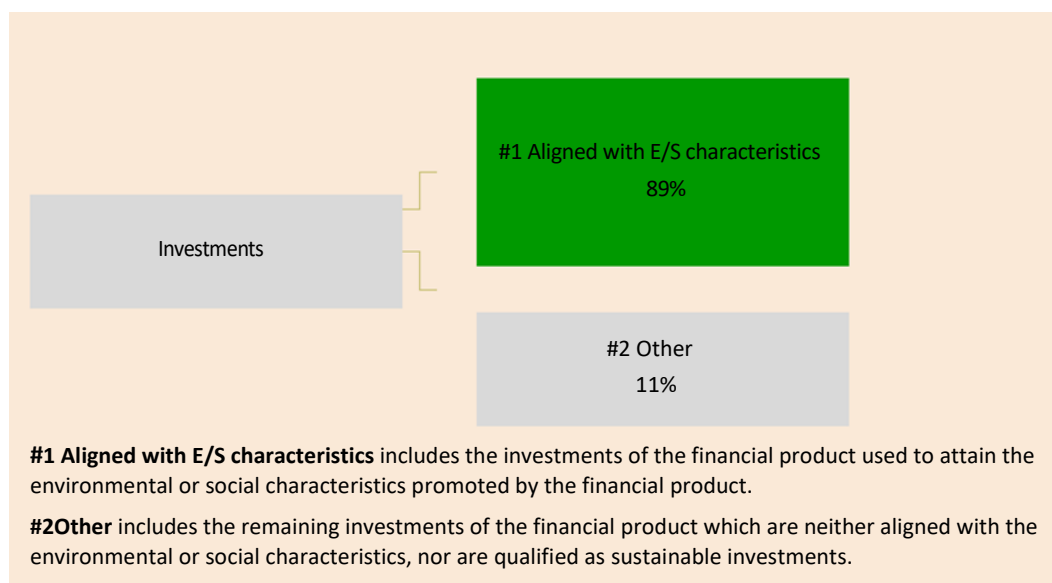 #1 Aligned with E/S characteristics
89%
Investments
#2 Other
11%
#1 Aligned with E/S characteristics includes the investments of the financial product used to attain the
environmental or social characteristics promoted by the financial product.
#2Other includes the remaining investments of the financial product which are neither aligned with the
environmental or social characteristics, nor are qualified as sustainable investments.